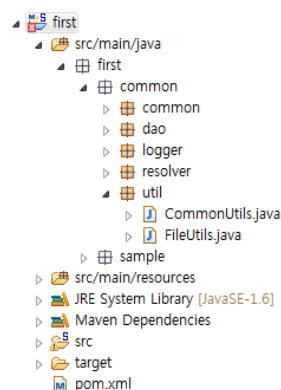 first
src/main/java
first
common
common
dao
logger
resolver
util
CommonUtils.java
FileUtils.java
sample
src/main/resources
JRE System Library [JavaSE-1.6]
Maven Dependencies
src
target
pom.xml